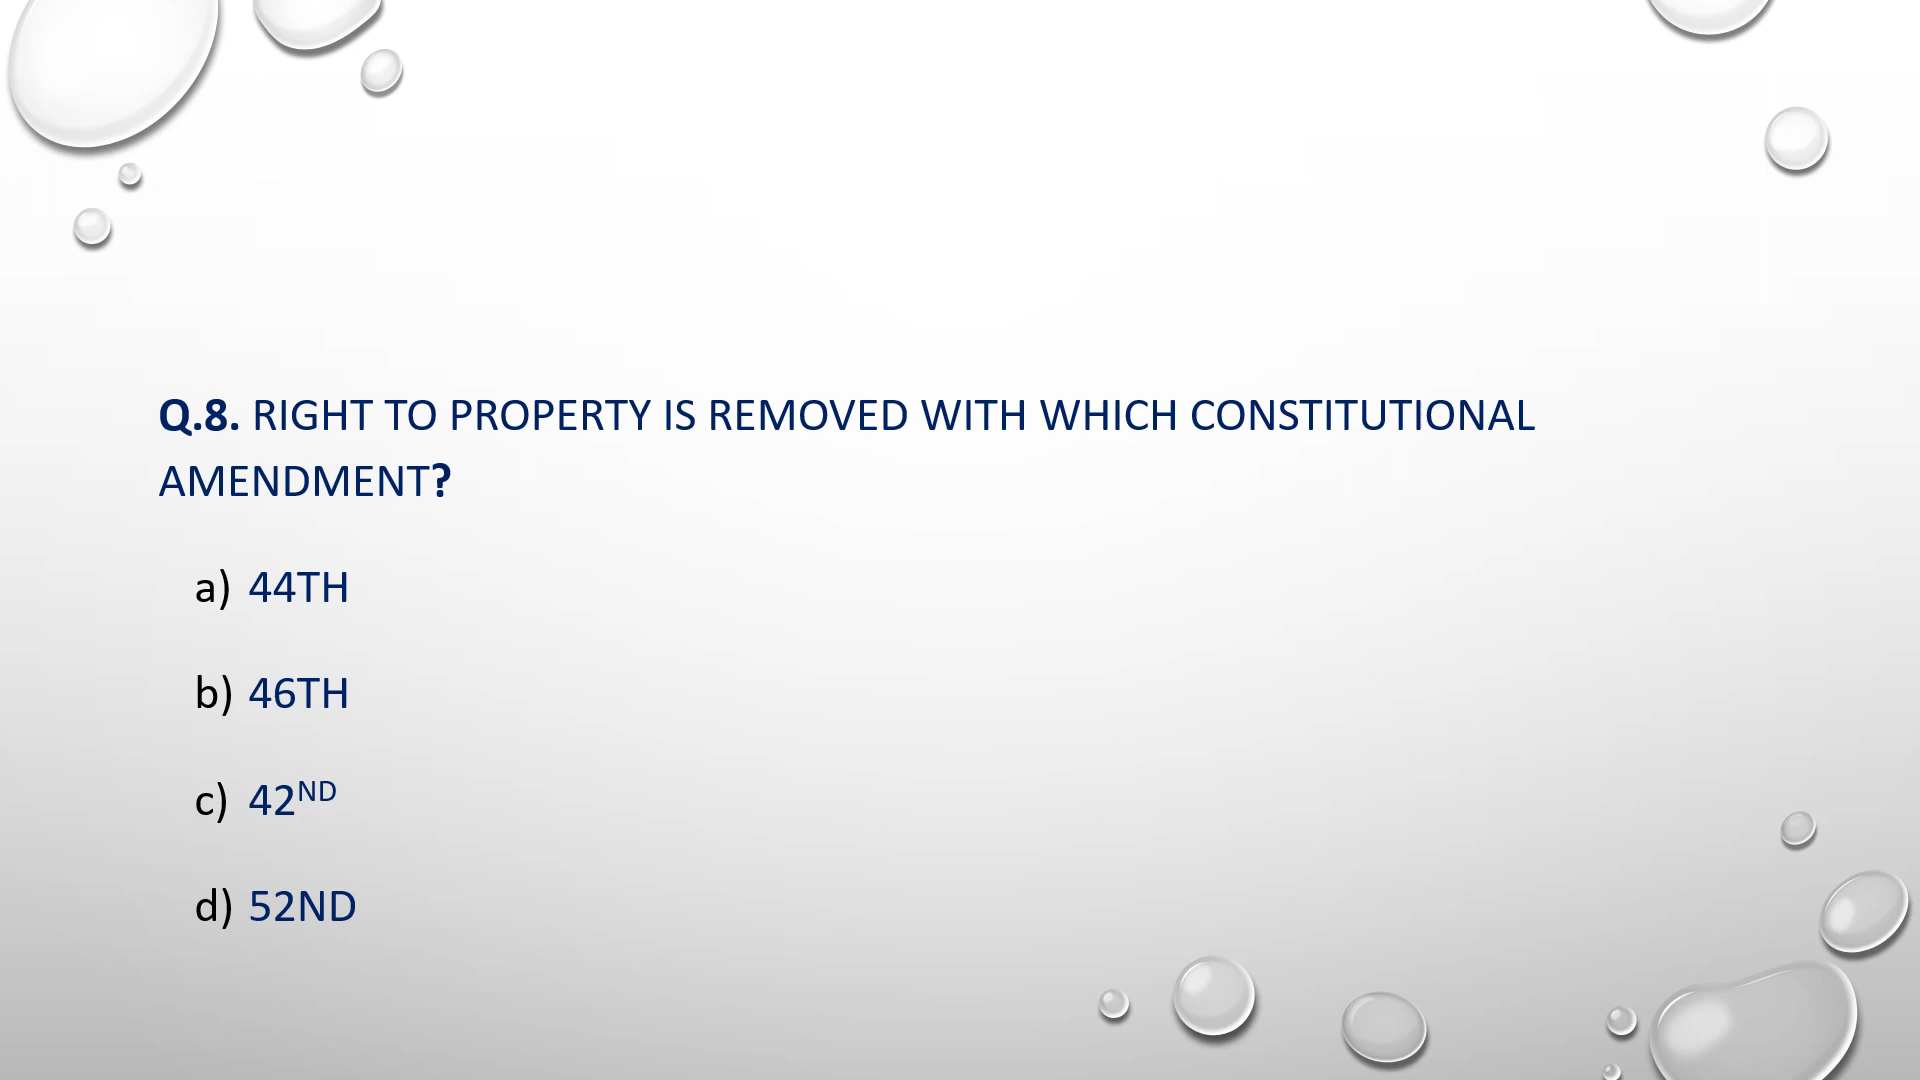 Q.8. RIGHT TO PROPERTY IS REMOVED WITH WHICH CONSTITUTIONAL
AMENDMENT?
a) 44TH
b) 46TH
c) 42ND
d) 52ND